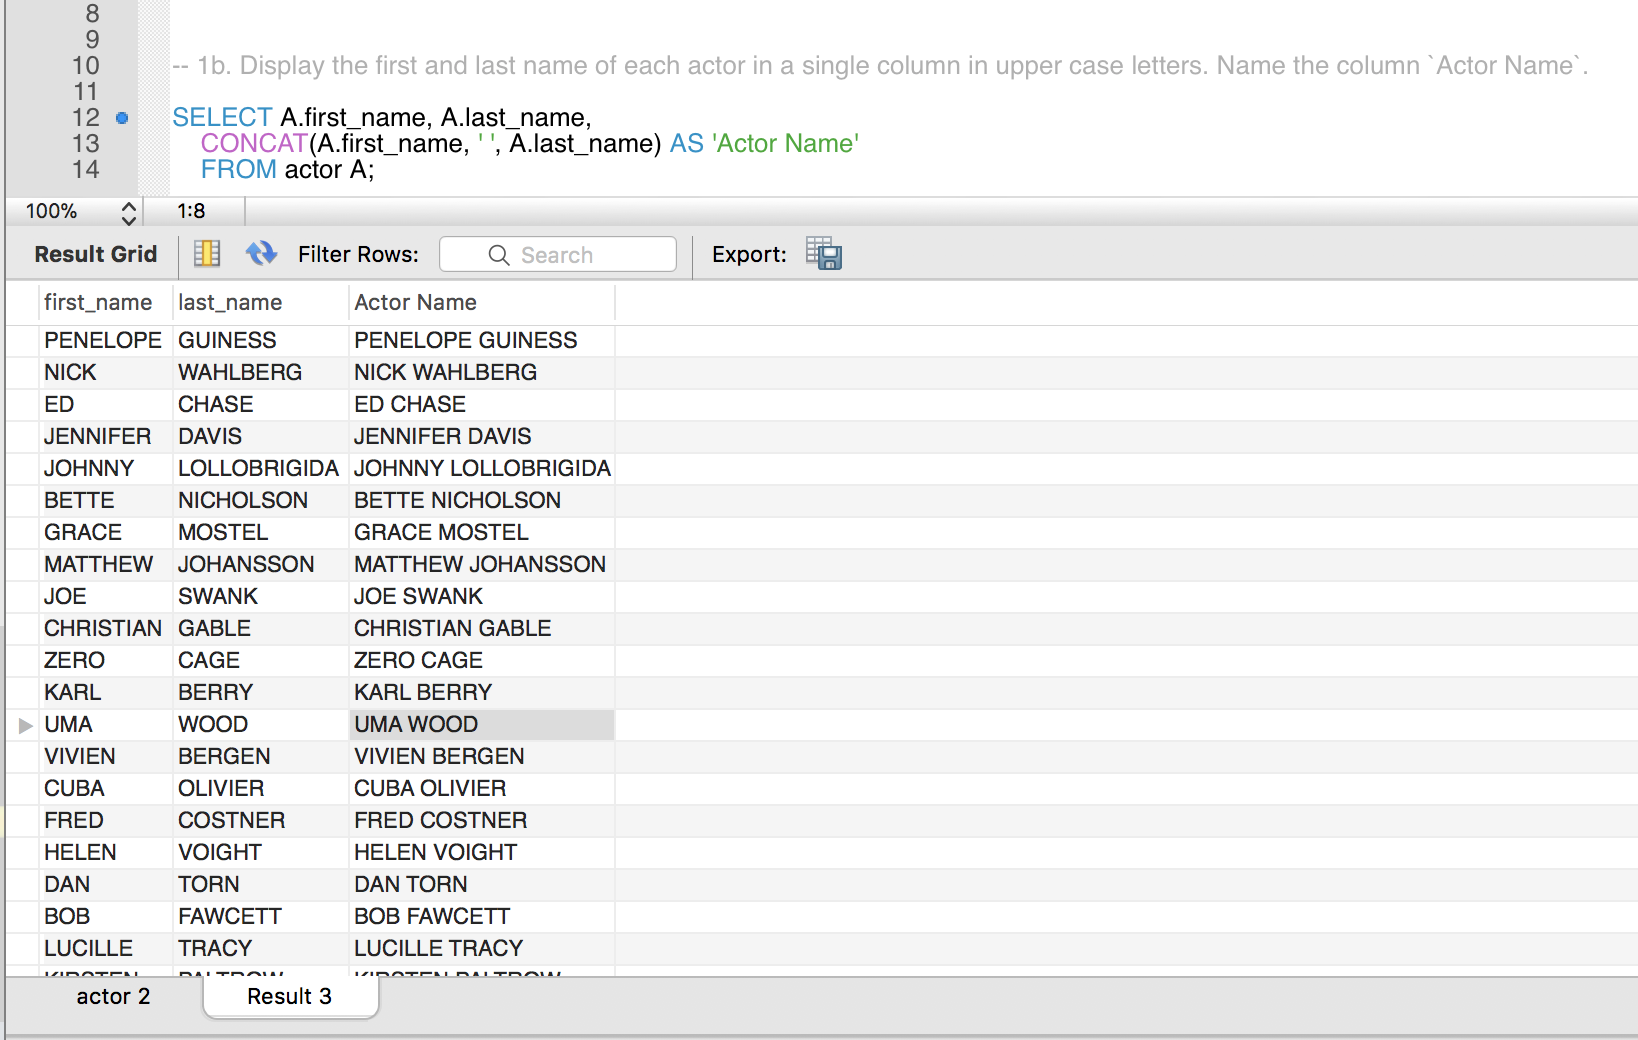 8
9
10 -- 1b. Display the first and last name of each actor in a single column in upper case letters. Name the column `Actor Name`.
11
12 SELECT A.first_name, A.last_name,
13 CONCAT(A.first_name, ' ', A.last_name) AS 'Actor Name'
14 FROM actor A;
100% 1:8
Result Grid Filter Rows: Search Export:
first_name last_name Actor Name
PENELOPE GUINESS PENELOPE GUINESS
NICK WAHLBERG NICK WAHLBERG
ED CHASE ED CHASE
JENNIFER DAVIS JENNIFER DAVIS
JOHNNY LOLLOBRIGIDA JOHNNY LOLLOBRIGIDA
BETTE NICHOLSON BETTE NICHOLSON
GRACE MOSTEL GRACE MOSTEL
MATTHEW JOHANSSON MATTHEW JOHANSSON
JOE SWANK JOE SWANK
CHRISTIAN GABLE CHRISTIAN GABLE
ZERO CAGE ZERO CAGE
KARL BERRY KARL BERRY
UMA WOOD UMA WOOD
VIVIEN BERGEN VIVIEN BERGEN
CUBA OLIVIER CUBA OLIVIER
FRED COSTNER FRED COSTNER
HELEN VOIGHT HELEN VOIGHT
DAN TORN DAN TORN
BOB FAWCETT BOB FAWCETT
LUCILLE TRACY LUCILLE TRACY
KIRSTEN PALTROW KIRSTEN PALTROW
actor 2 Result 3